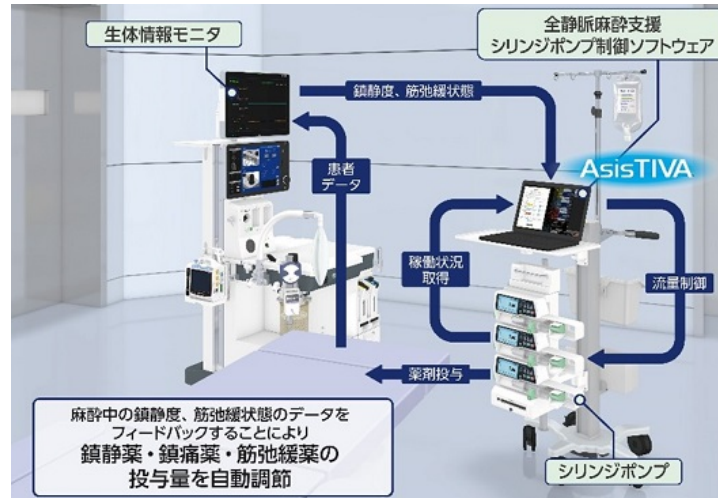 生体情報モニタ
全静脈麻酔支援
シリンジポンプ制御ソフトウェア
鎮静度、筋弛緩状態
AsisTIVA
患者
データ
稼働状況
取得
流量制御
薬剤投与
麻酔中の鎮静度、筋弛緩状態のデータを
フィードバックすることにより
鎮静薬・鎮痛薬・筋弛緩薬の
投与量を自動調節
シリンジポンプ